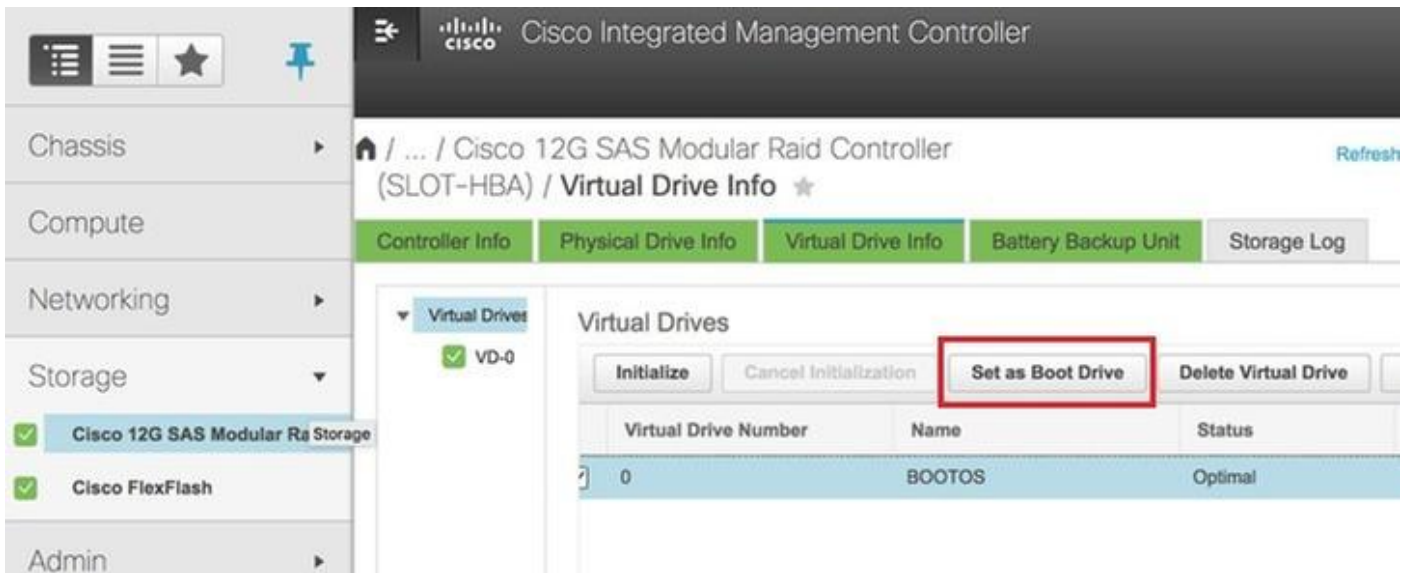 cisco Cisco Integrated Management Controller
Chassis
Compute
Networking
Storage
Cisco 12G SAS Modular Ra Storage
Cisco FlexFlash
Admin
/ ... / Cisco 12G SAS Modular Raid Controller
(SLOT-HBA) / Virtual Drive Info
Refresh
Controller Info Physical Drive Info Virtual Drive Info Battery Backup Unit Storage Log
Virtual Drives
VD-0
Virtual Drives
Initialize Cancel Initialization Set as Boot Drive Delete Virtual Drive
Virtual Drive Number Name Status
0 BOOTOS Optimal